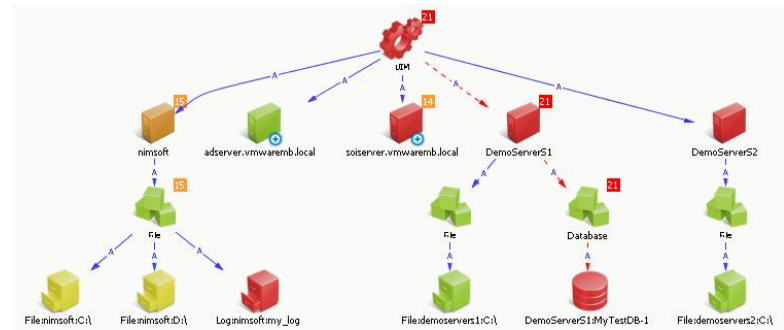 21
UIM
A
A
A
A
A
15
14
21
nimsoft
adserver.vmwaremb.local
soiserver.vmwaremb.local
DemoServerS1
DemoServerS2
A
A
A
A
15
21
File
File
Database
File
A
A
A
A
A
A
File:nimsoft:C:\
File:nimsoft:D:\
Log:nimsoft:my_log
File:demoservers1:C:\
DemoServerS1:MyTestDB-1
File:demoservers2:C:\